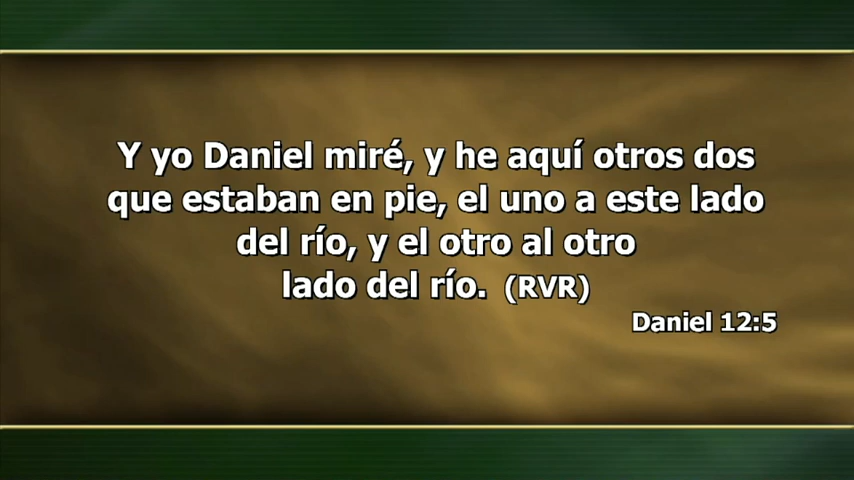 Y yo Daniel miré, y he aquí otros dos
que estaban en pie, el uno a este lado
del río, y el otro al otro
lado del río. (RVR)
Daniel 12:5